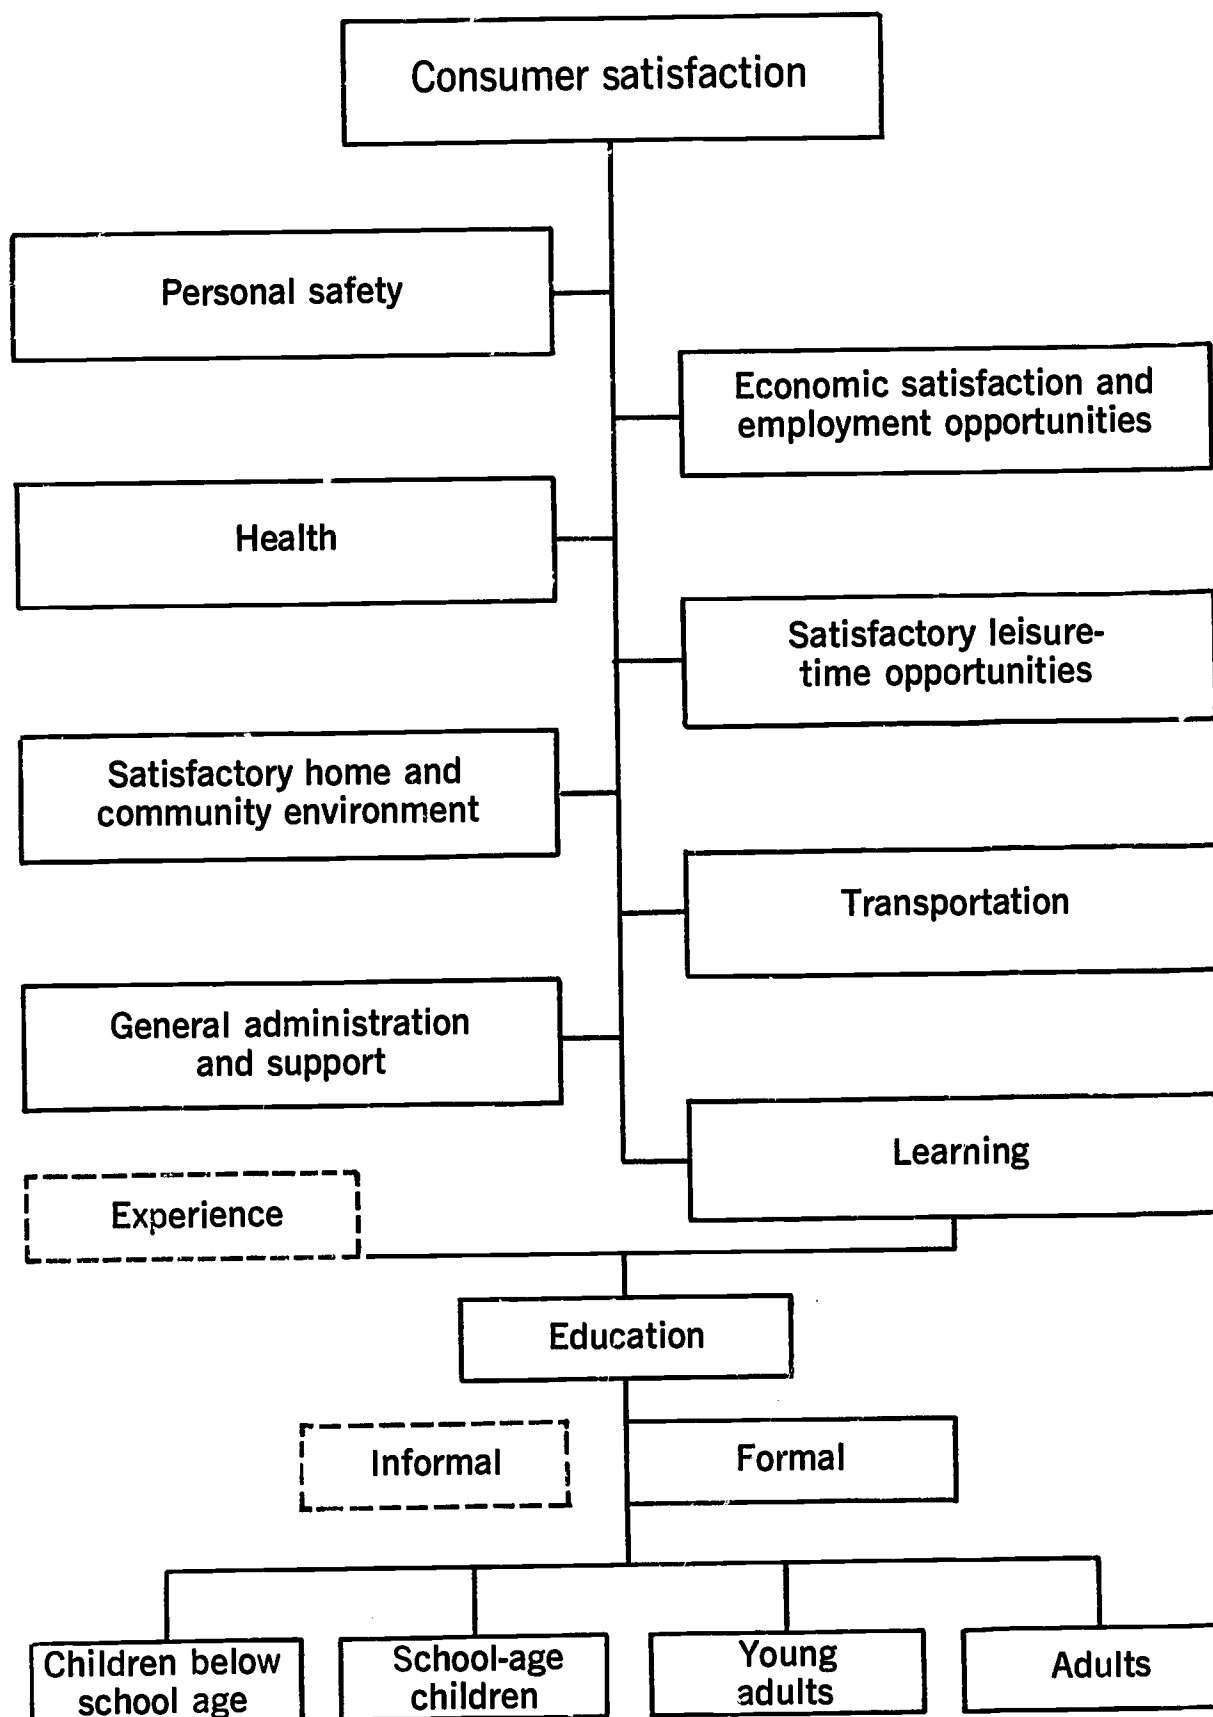 Consumer satisfaction
Personal safety
Economic satisfaction and
employment opportunities
Health
Satisfactory leisure-
time opportunities
Satisfactory home and
community environment
Transportation
General administration
and support
Learning
Experience
Education
Informal
Formal
Children below
school age
School-age
children
Young
adults
Adults